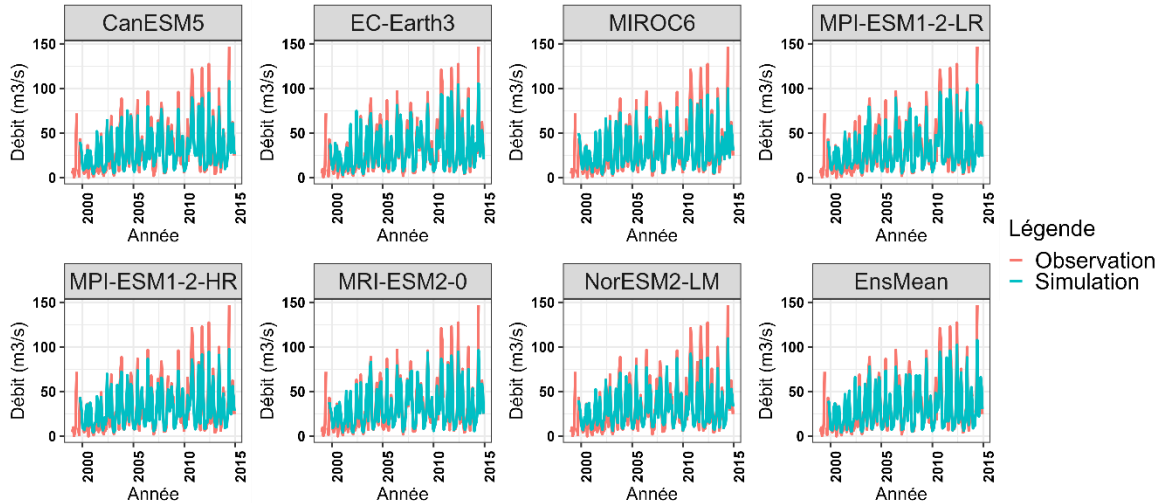 CanESM5 EC-Earth3 MIROC6 MPI-ESM1-2-LR
Débit (m3/s) 150 100 50 0 Débit (m3/s) 150 100 50 0 Débit (m3/s) 150 100 50 0 Débit (m3/s) 150 100 50 0
2000 2005 2010 2015 2000 2005 2010 2015 2000 2005 2010 2015 2000 2005 2010 2015
Année Année Année Année
Légende
Observation
Simulation
MPI-ESM1-2-HR MRI-ESM2-0 NorESM2-LM EnsMean
Débit (m3/s) 150 100 50 0 Débit (m3/s) 150 100 50 0 Débit (m3/s) 150 100 50 0 Débit (m3/s) 150 100 50 0
2000 2005 2010 2015 2000 2005 2010 2015 2000 2005 2010 2015 2000 2005 2010 2015
Année Année Année Année